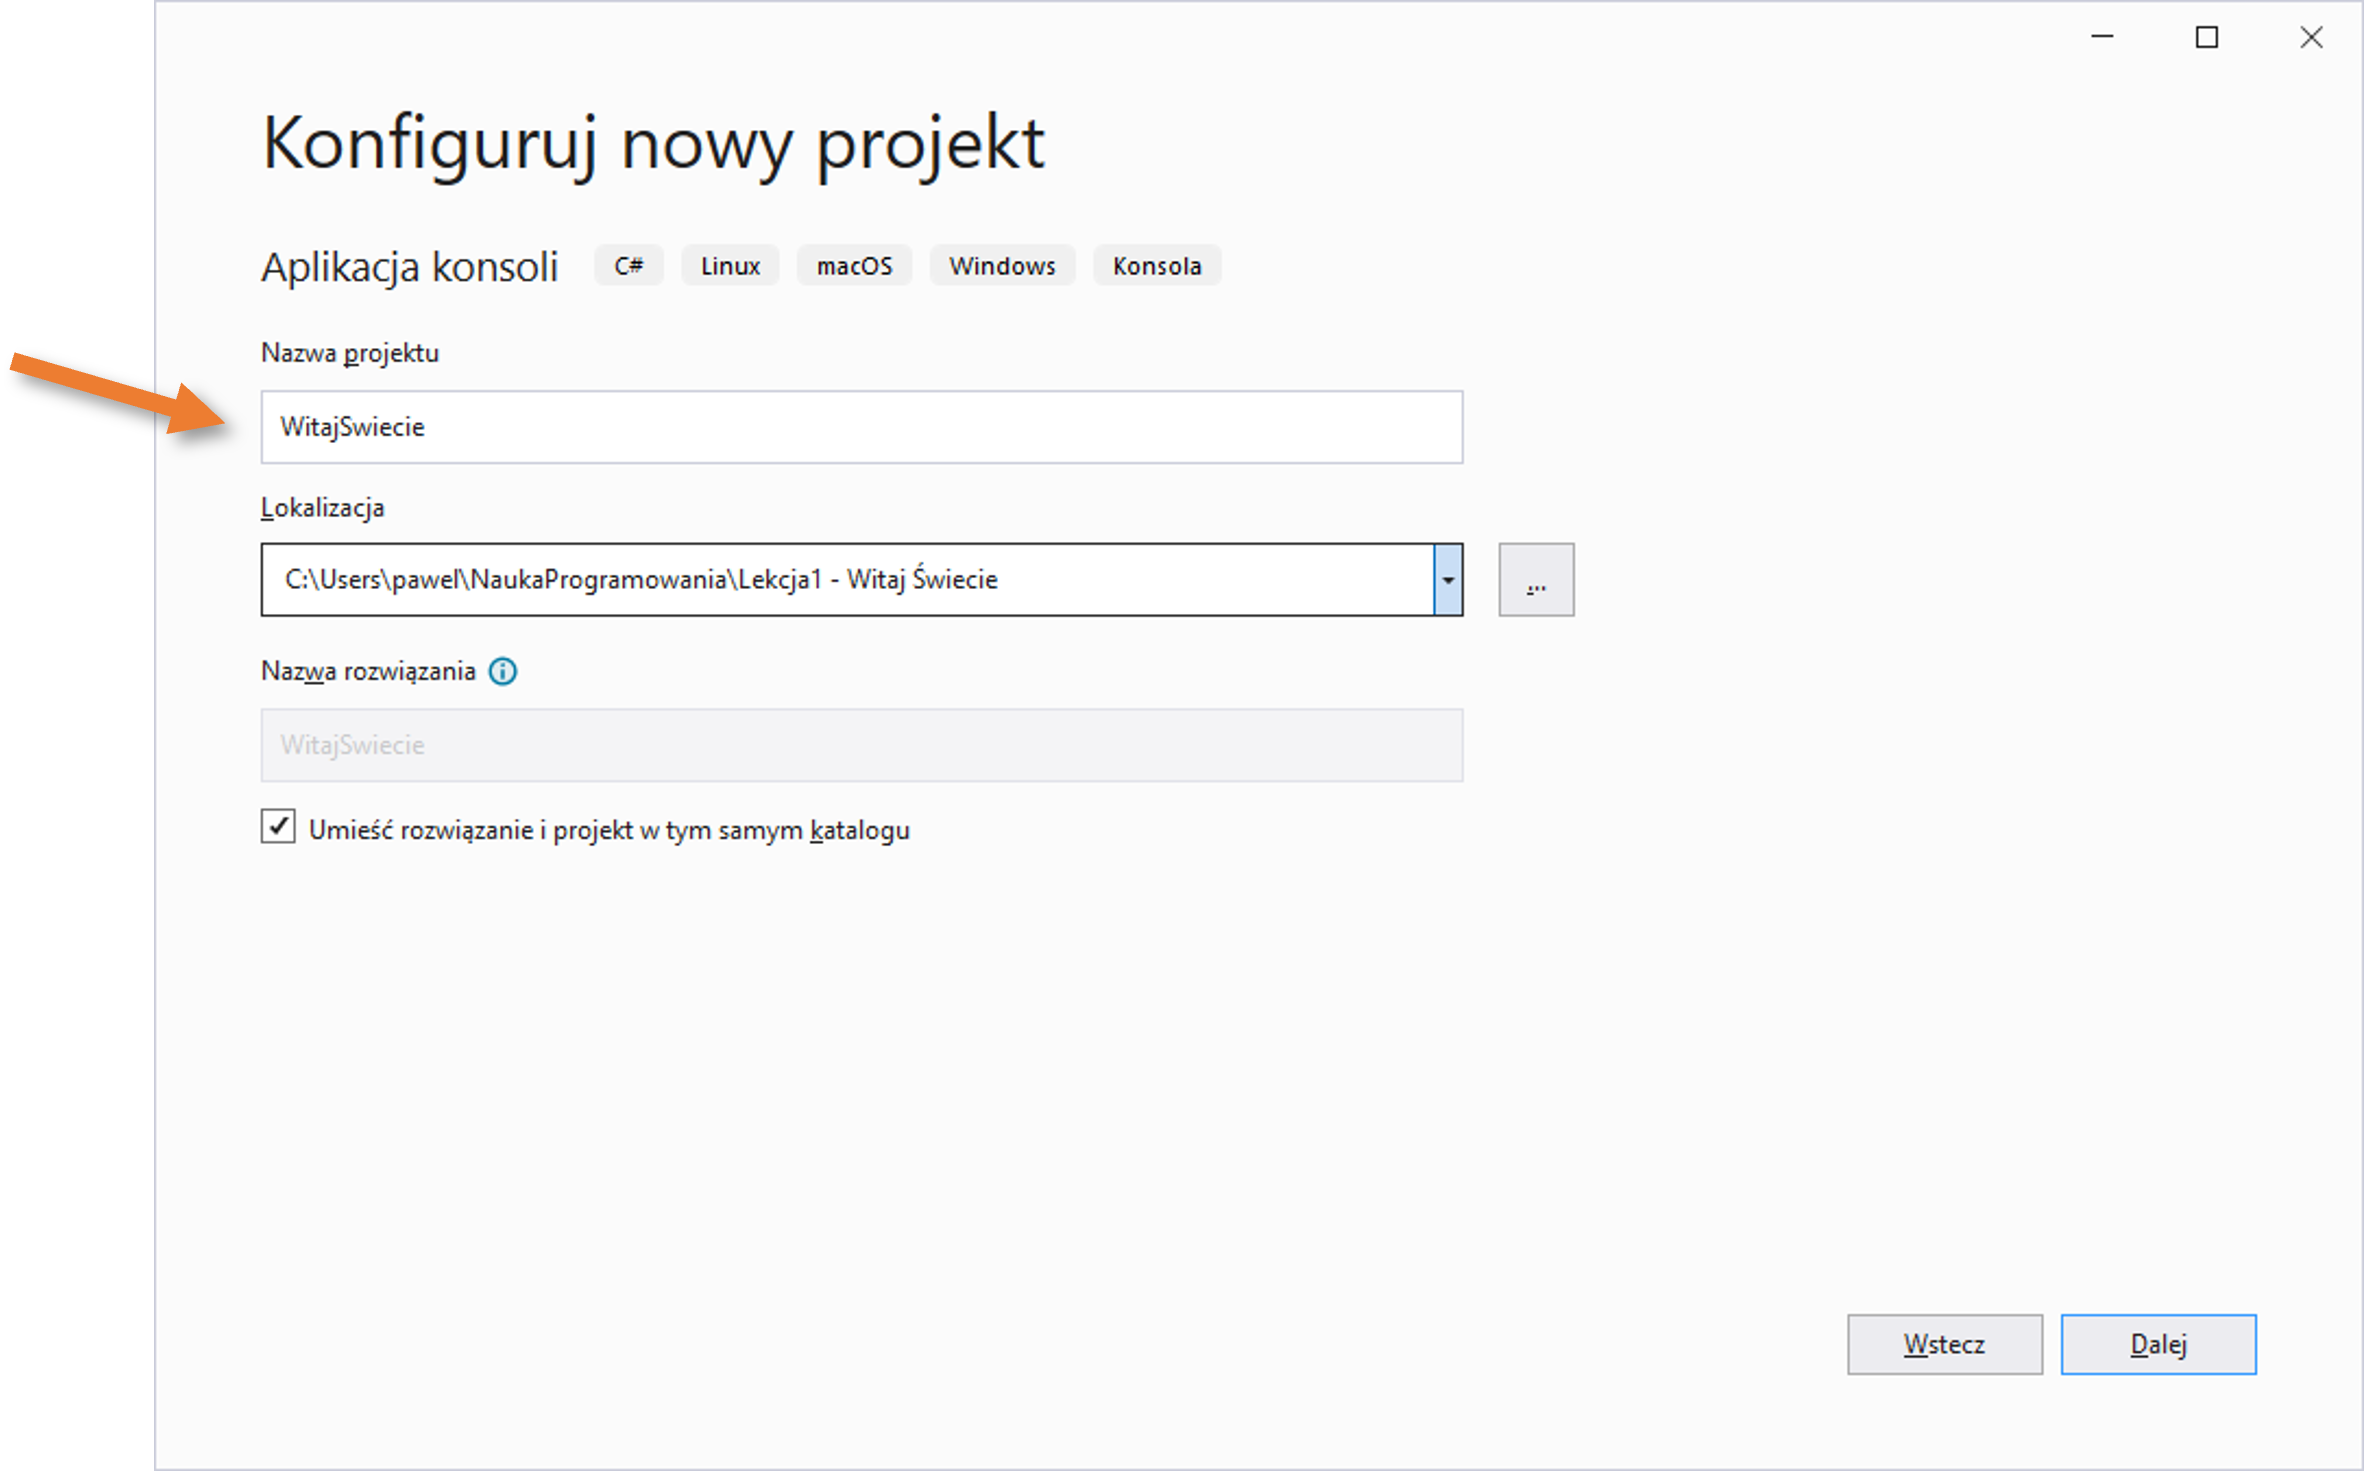 Konfiguruj nowy projekt
Aplikacja konsoli C# Linux macOS Windows Konsola
Nazwa projektu
WitajSwiecie
Lokalizacja
C:\Users\pawel\NaukaProgramowania\Lekcja1 - Witaj Świecie
...
Nazwa rozwiązania
WitajSwiecie
Umieść rozwiązanie i projekt w tym samym katalogu
Wstecz Dalej